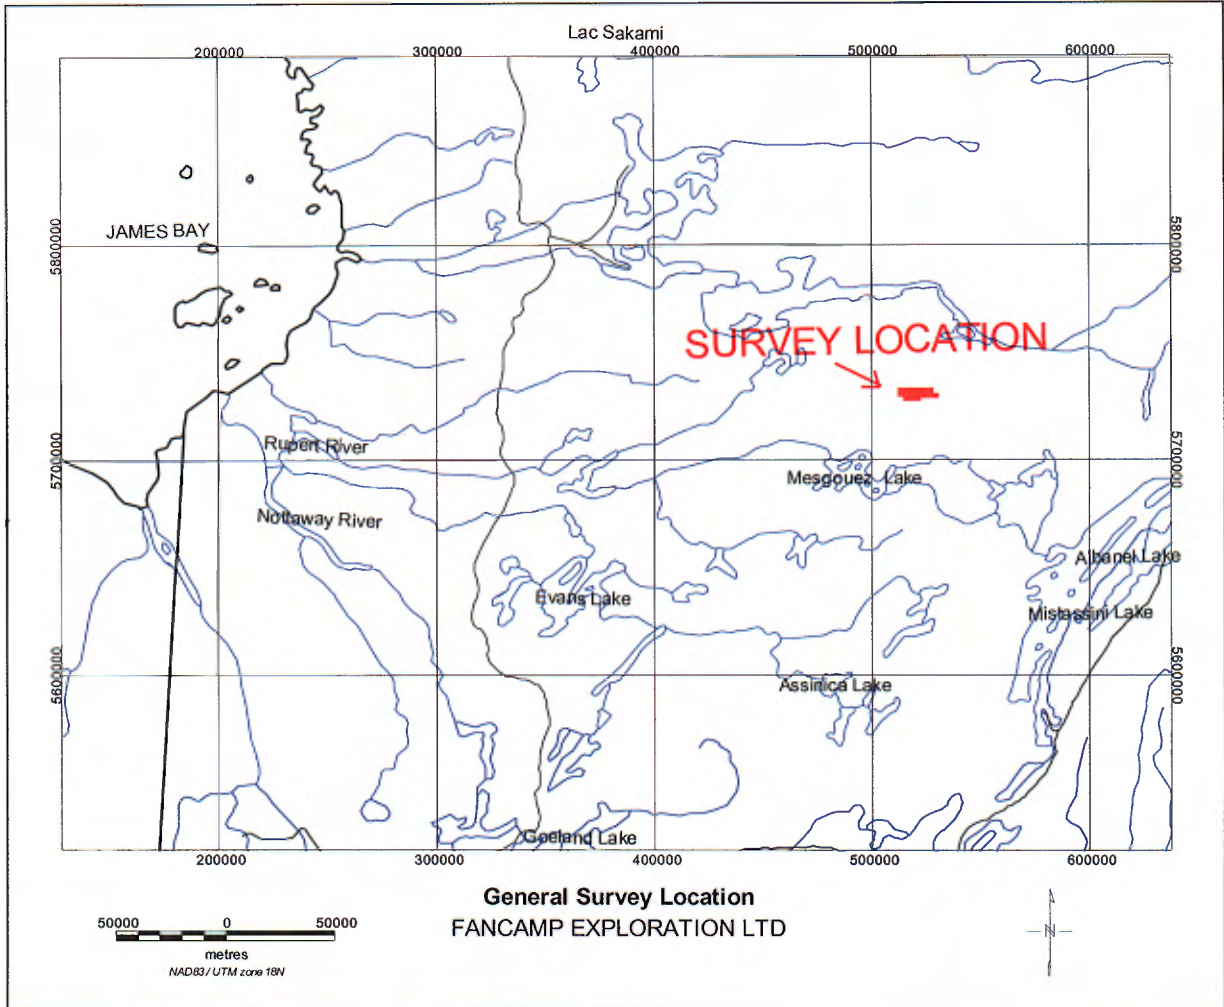 Lac Sakami
200000 300000 400000 500000 600000
JAMES BAY
5800000 5800000
SURVEY LOCATION
Rupert River
5700000 5700000
Mesgouez Lake
Nottaway River
Albanel Lake
Evans Lake
Mistassini Lake
5600000 5600000
Assinica Lake
Goeland Lake
200000 300000 400000 500000 600000
General Survey Location
FANCAMP EXPLORATION LTD
50000 0 50000
metres
NAD83 / UTM zone 18N
N